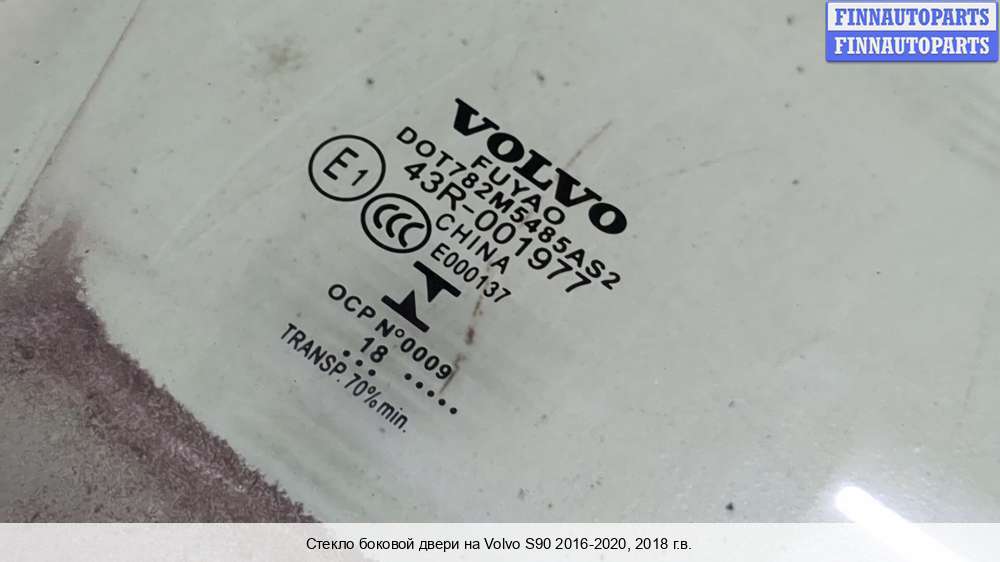 FINNAUTOPARTS
FINNAUTOPARTS
VOLVO
FUYAO
DOT782M5485AS2
43R-001977
E1
CCC
CHINA
E000137
OCP N°0009
18
... .....
TRANSP. 70% min.
Стекло боковой двери на Volvo S90 2016-2020, 2018 г.в.